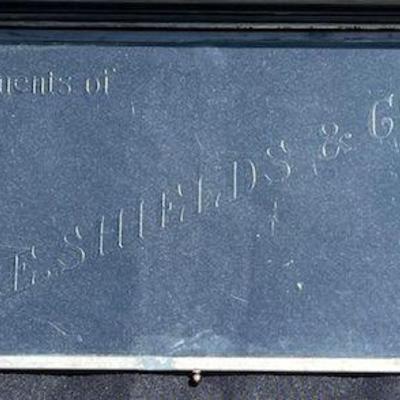 ments of
E. SHIELDS & C